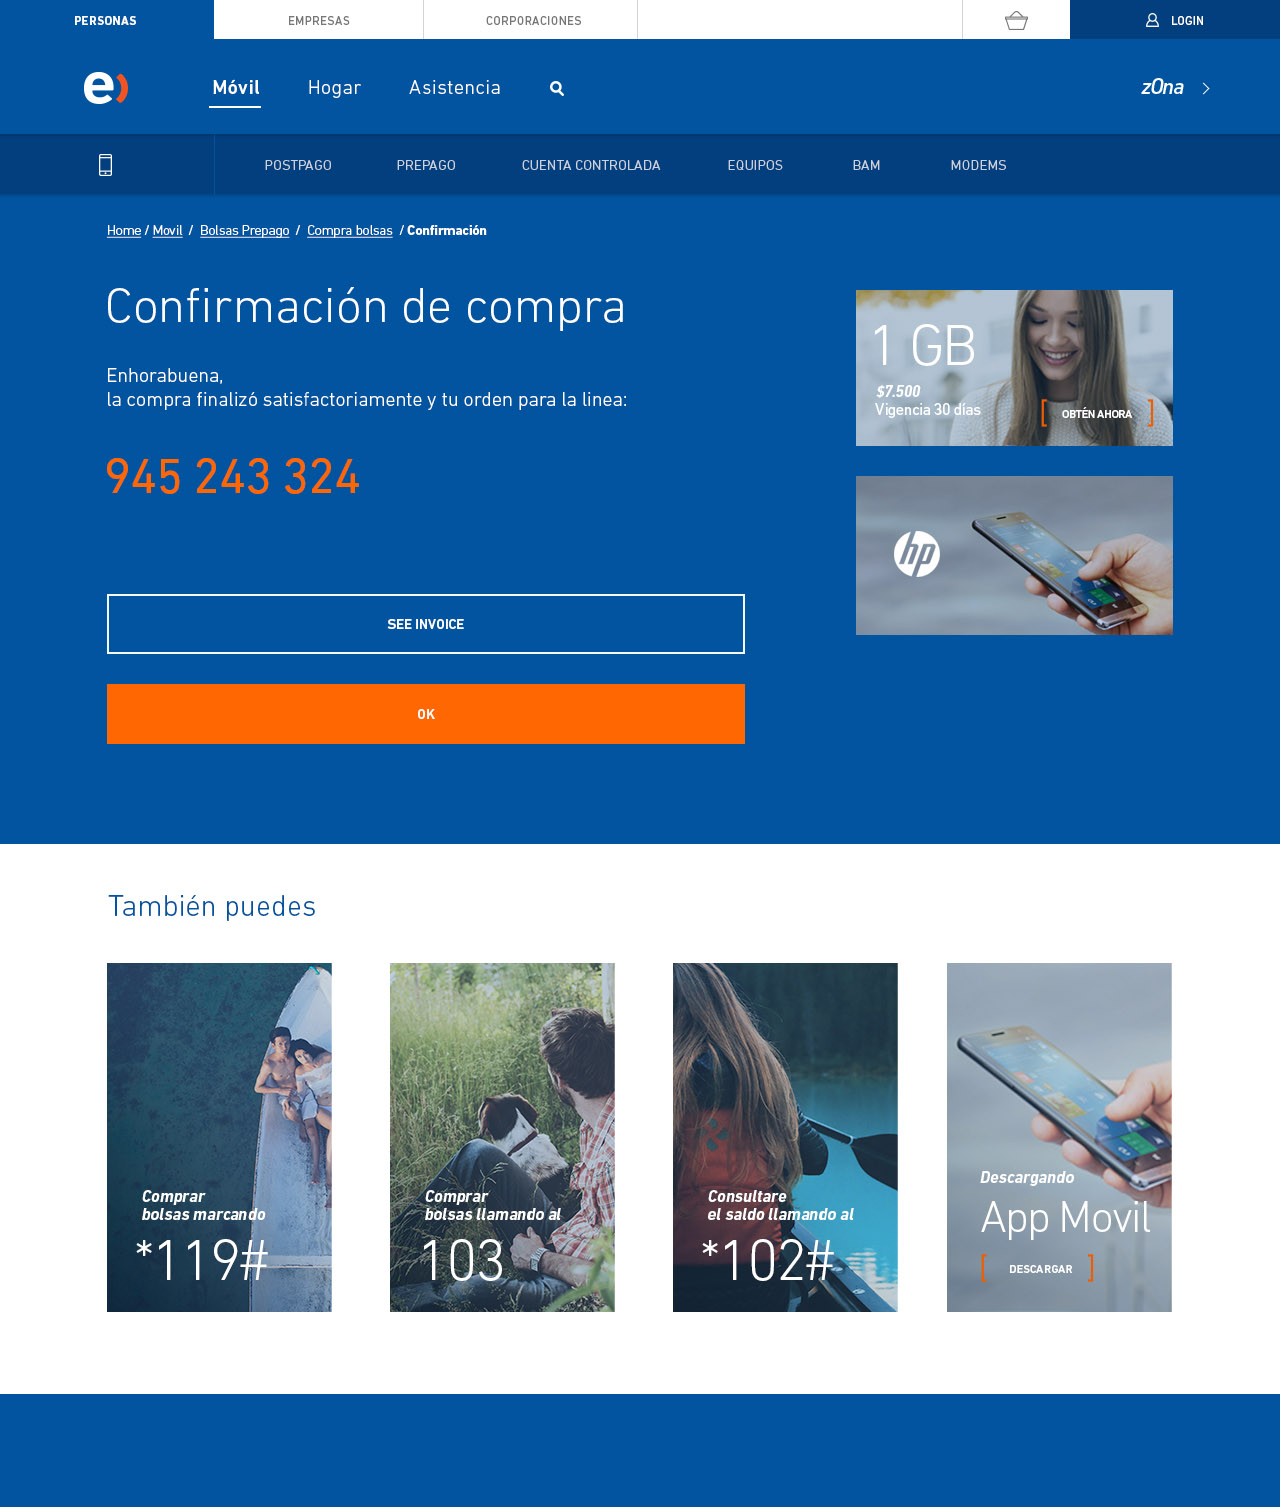 PERSONAS
EMPRESAS
CORPORACIONES
LOGIN
e)
Móvil
Hogar
Asistencia
zOna
POSTPAGO
PREPAGO
CUENTA CONTROLADA
EQUIPOS
BAM
MODEMS
Home / Movil / Bolsas Prepago / Compra bolsas / Confirmación
Confirmación de compra
Enhorabuena,
la compra finalizó satisfactoriamente y tu orden para la linea:
945 243 324
SEE INVOICE
OK
1 GB
$7.500
Vigencia 30 días
OBTÉN AHORA
hp
También puedes
Comprar
bolsas marcando
*119#
Comprar
bolsas llamando al
103
Consultare
el saldo llamando al
*102#
Descargando
App Movil
DESCARGAR